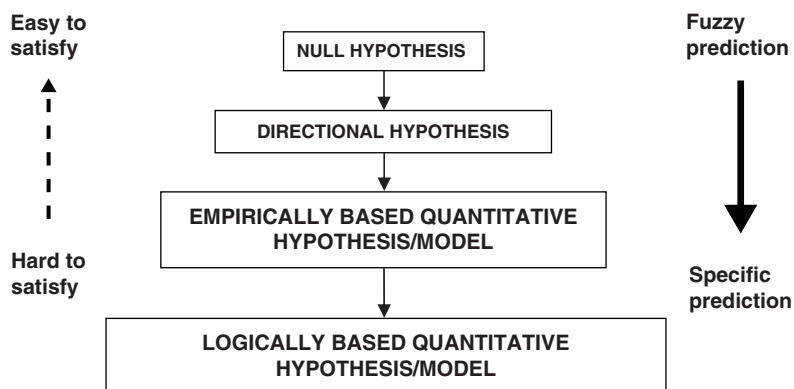 Easy to
satisfy
Fuzzy
prediction
NULL HYPOTHESIS
DIRECTIONAL HYPOTHESIS
EMPIRICALLY BASED QUANTITATIVE
HYPOTHESIS/MODEL
Hard to
satisfy
Specific
prediction
LOGICALLY BASED QUANTITATIVE
HYPOTHESIS/MODEL